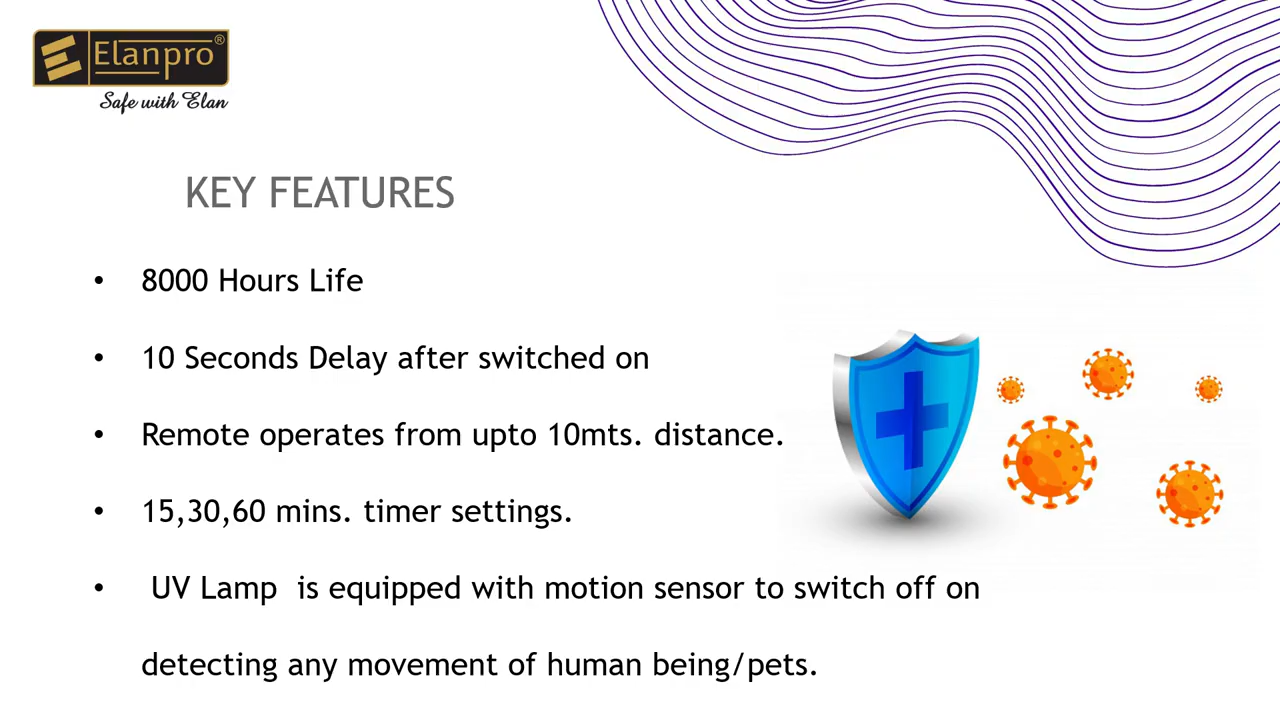 Elanpro®
Safe with Elan
KEY FEATURES
• 8000 Hours Life
• 10 Seconds Delay after switched on
• Remote operates from upto 10mts. distance.
• 15,30,60 mins. timer settings.
• UV Lamp is equipped with motion sensor to switch off on
detecting any movement of human being/pets.